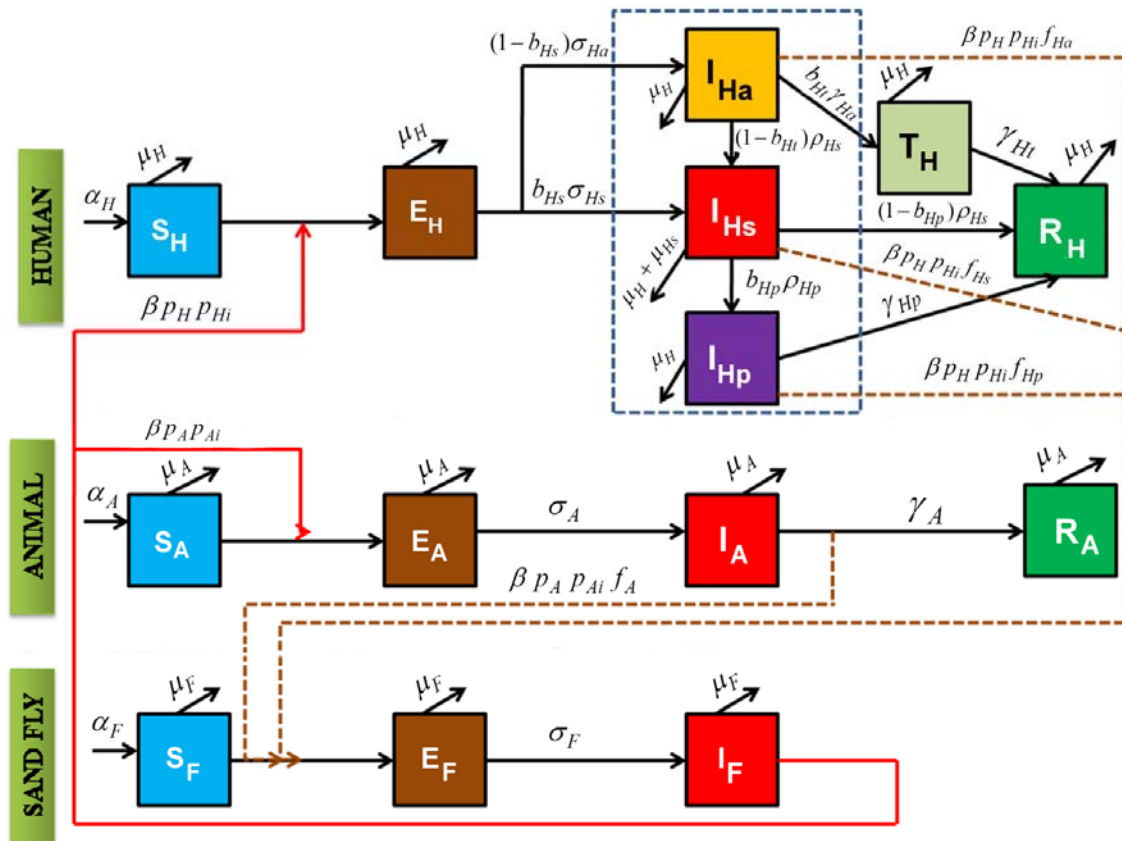 (1- b_Hs)σ_Ha
I_Ha
β p_H p_Hi f_Ha
μ_H
b_Ht γ_Ha
μ_H
(1-b_Ht)ρ_Hs
T_H
γ_Ht
μ_H
HUMAN
α_H
μ_H
S_H
μ_H
E_H
b_Hs σ_Hs
I_Hs
(1-b_Hp)ρ_Hs
R_H
β p_H p_Hi
μ_H + μ_Hs
b_Hp ρ_Hp
β p_H p_Hi f_Hs
γ_Hp
μ_H
I_Hp
β p_H p_Hi f_Hp
β p_A p_Ai
ANIMAL
α_A
μ_A
S_A
μ_A
E_A
σ_A
μ_A
I_A
γ_A
μ_A
R_A
β p_A p_Ai f_A
SAND FLY
α_F
μ_F
S_F
μ_F
E_F
σ_F
μ_F
I_F